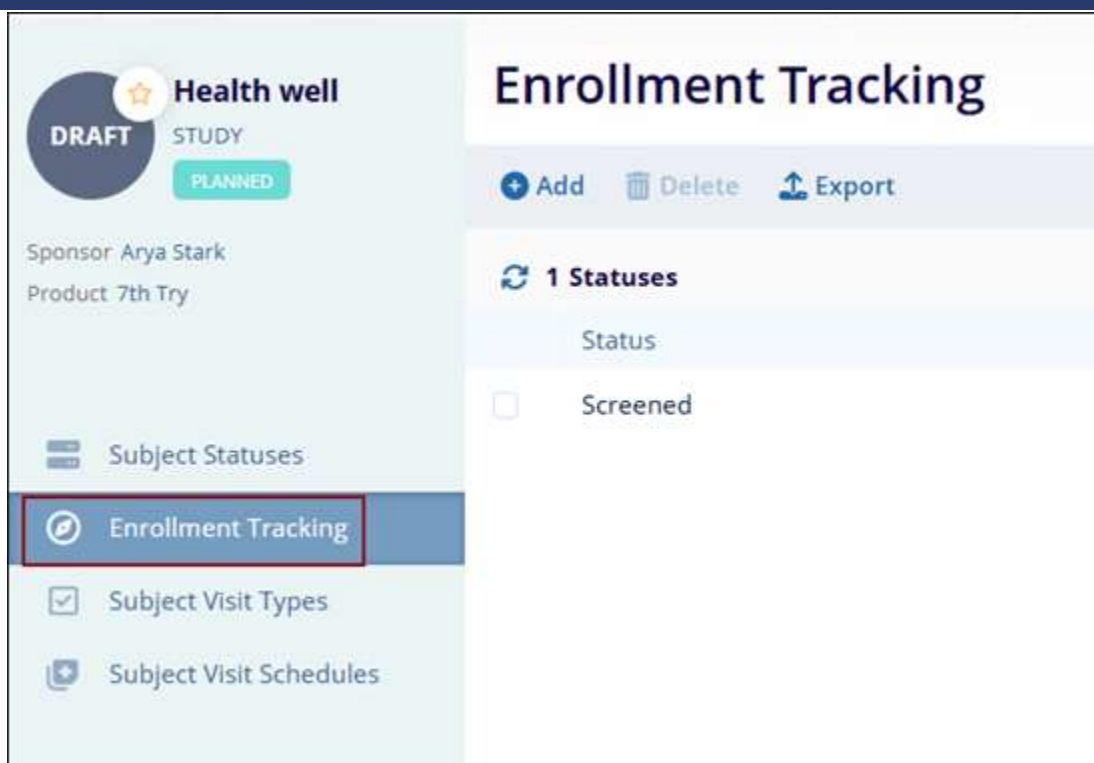 DRAFT
Health well
STUDY
PLANNED
Sponsor Arya Stark
Product 7th Try
Subject Statuses
Enrollment Tracking
Subject Visit Types
Subject Visit Schedules
Enrollment Tracking
Add Delete Export
1 Statuses
Status
Screened